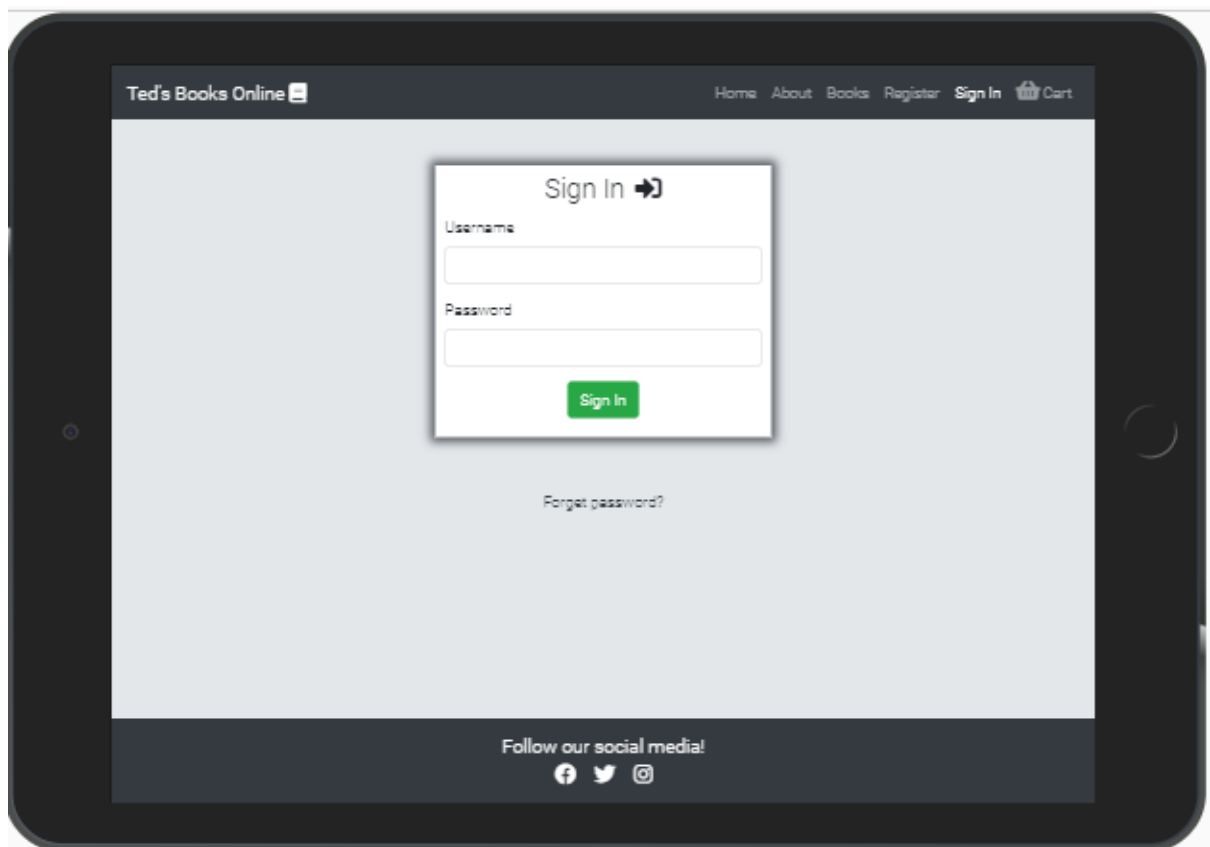 Ted's Books Online
Home About Books Register Sign In Cart
Sign In
Username
Password
Sign In
Forget password?
Follow our social media!